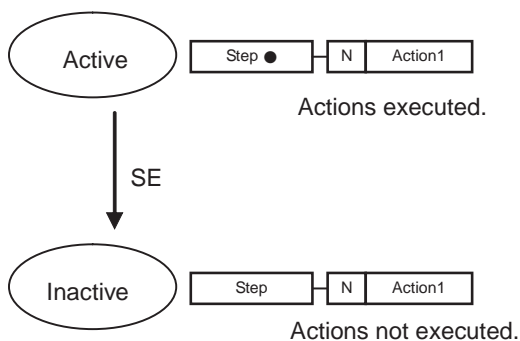 Active Step N Action1
Actions executed.
SE
Inactive Step N Action1
Actions not executed.